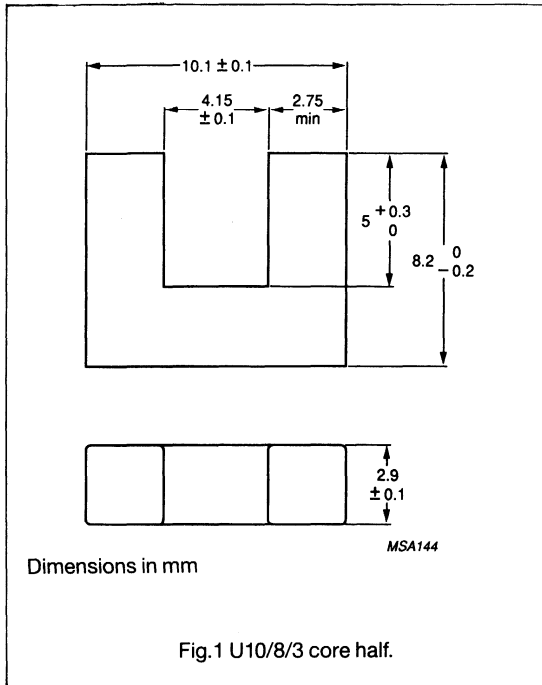 10.1 ± 0.1
4.15
± 0.1
2.75
min
5 + 0.3
0
8.2 0
– 0.2
2.9
± 0.1
MSA144
Dimensions in mm
Fig.1 U10/8/3 core half.